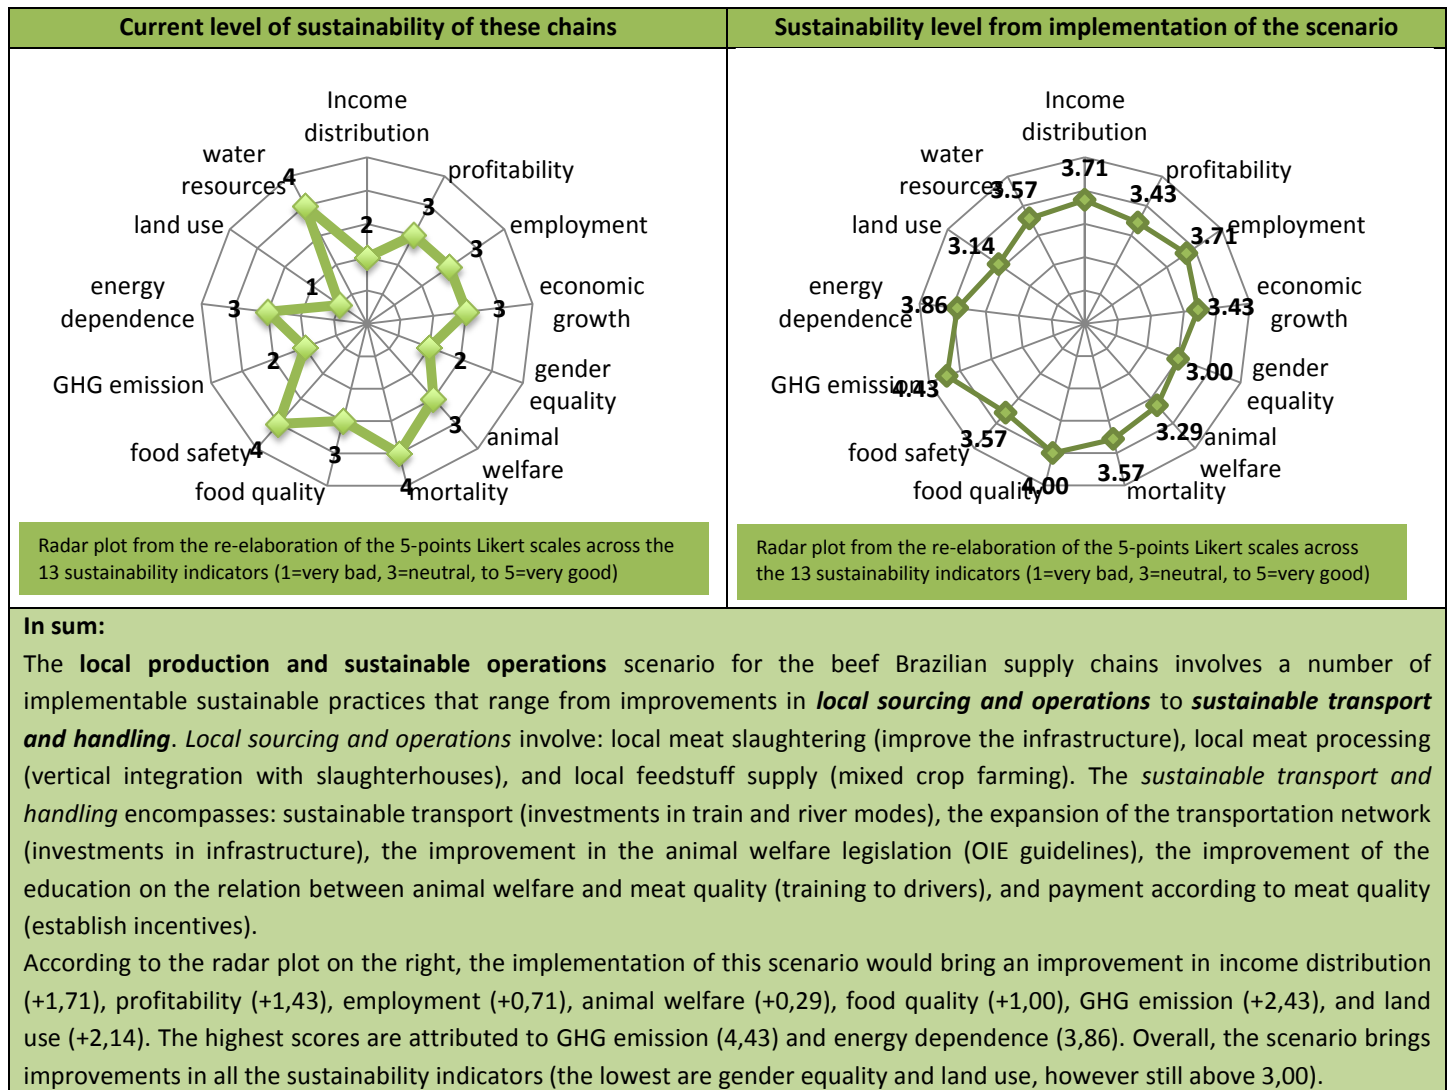 Current level of sustainability of these chains
Sustainability level from implementation of the scenario
Income
distribution
profitability
employment
economic
growth
gender
equality
animal
welfare
mortality
food quality
food safety
GHG emission
energy
dependence
land use
water
resources
2
3
3
3
2
3
4
3
4
2
3
1
4
Radar plot from the re-elaboration of the 5-points Likert scales across the
13 sustainability indicators (1=very bad, 3=neutral, to 5=very good)
Income
distribution
profitability
employment
economic
growth
gender
equality
animal
welfare
mortality
food quality
food safety
GHG emission
energy
dependence
land use
water
resources
3.71
3.43
3.71
3.43
3.00
3.29
3.57
4.00
3.57
4.43
3.86
3.14
3.57
Radar plot from the re-elaboration of the 5-points Likert scales across
the 13 sustainability indicators (1=very bad, 3=neutral, to 5=very good)
In sum:
The local production and sustainable operations scenario for the beef Brazilian supply chains involves a number of
implementable sustainable practices that range from improvements in local sourcing and operations to sustainable transport
and handling. Local sourcing and operations involve: local meat slaughtering (improve the infrastructure), local meat processing
(vertical integration with slaughterhouses), and local feedstuff supply (mixed crop farming). The sustainable transport and
handling encompasses: sustainable transport (investments in train and river modes), the expansion of the transportation network
(investments in infrastructure), the improvement in the animal welfare legislation (OIE guidelines), the improvement of the
education on the relation between animal welfare and meat quality (training to drivers), and payment according to meat quality
(establish incentives).
According to the radar plot on the right, the implementation of this scenario would bring an improvement in income distribution
(+1,71), profitability (+1,43), employment (+0,71), animal welfare (+0,29), food quality (+1,00), GHG emission (+2,43), and land
use (+2,14). The highest scores are attributed to GHG emission (4,43) and energy dependence (3,86). Overall, the scenario brings
improvements in all the sustainability indicators (the lowest are gender equality and land use, however still above 3,00).